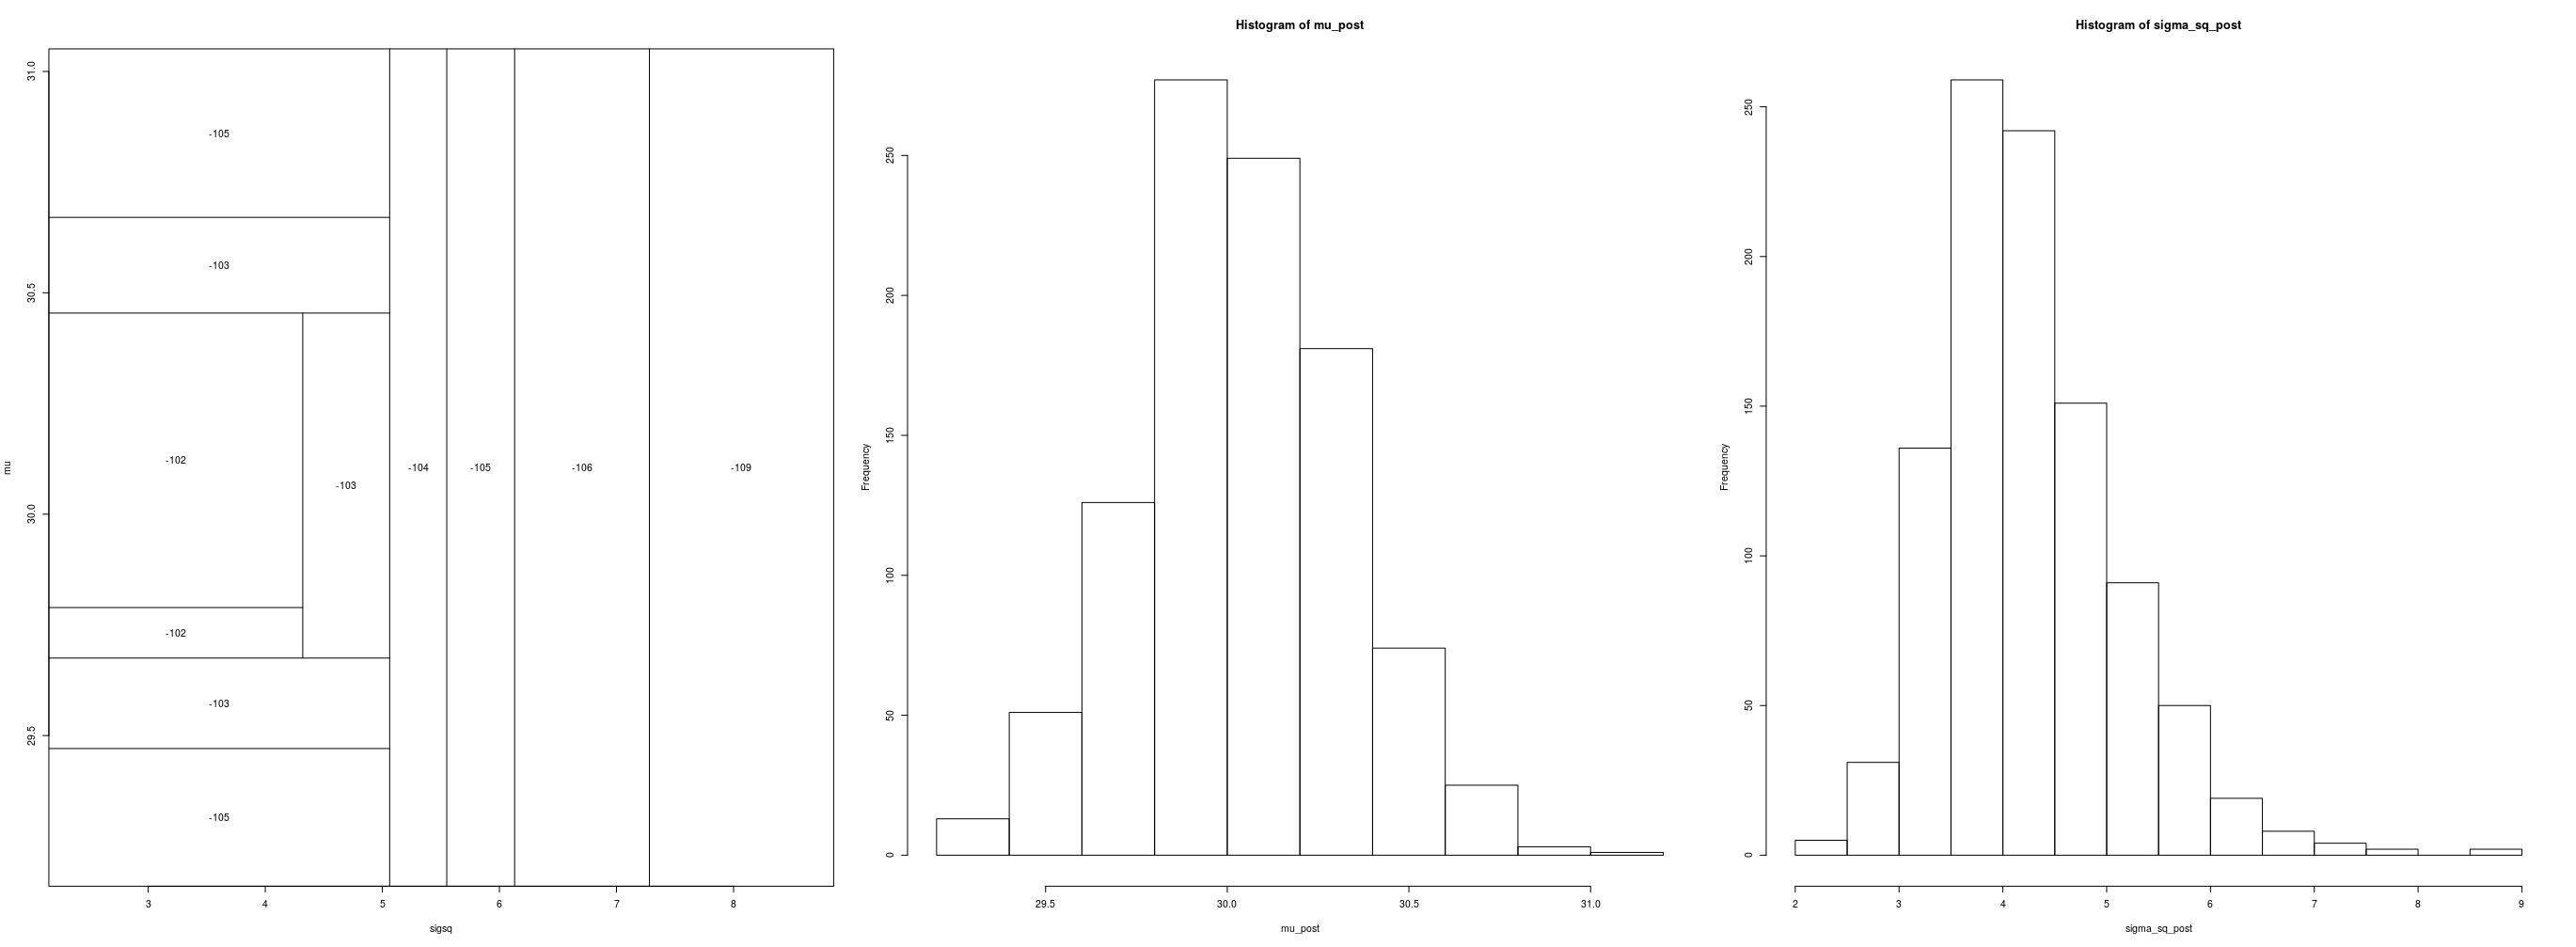 31.0
30.5
30.0
29.5
mu
-105
-103
-102
-103
-102
-103
-105
-104
-105
-106
-109
3 4 5 6 7 8
sigsq
Histogram of mu_post
250
200
150
100
50
0
Frequency
29.5 30.0 30.5 31.0
mu_post
Histogram of sigma_sq_post
250
200
150
100
50
0
Frequency
2 3 4 5 6 7 8 9
sigma_sq_post